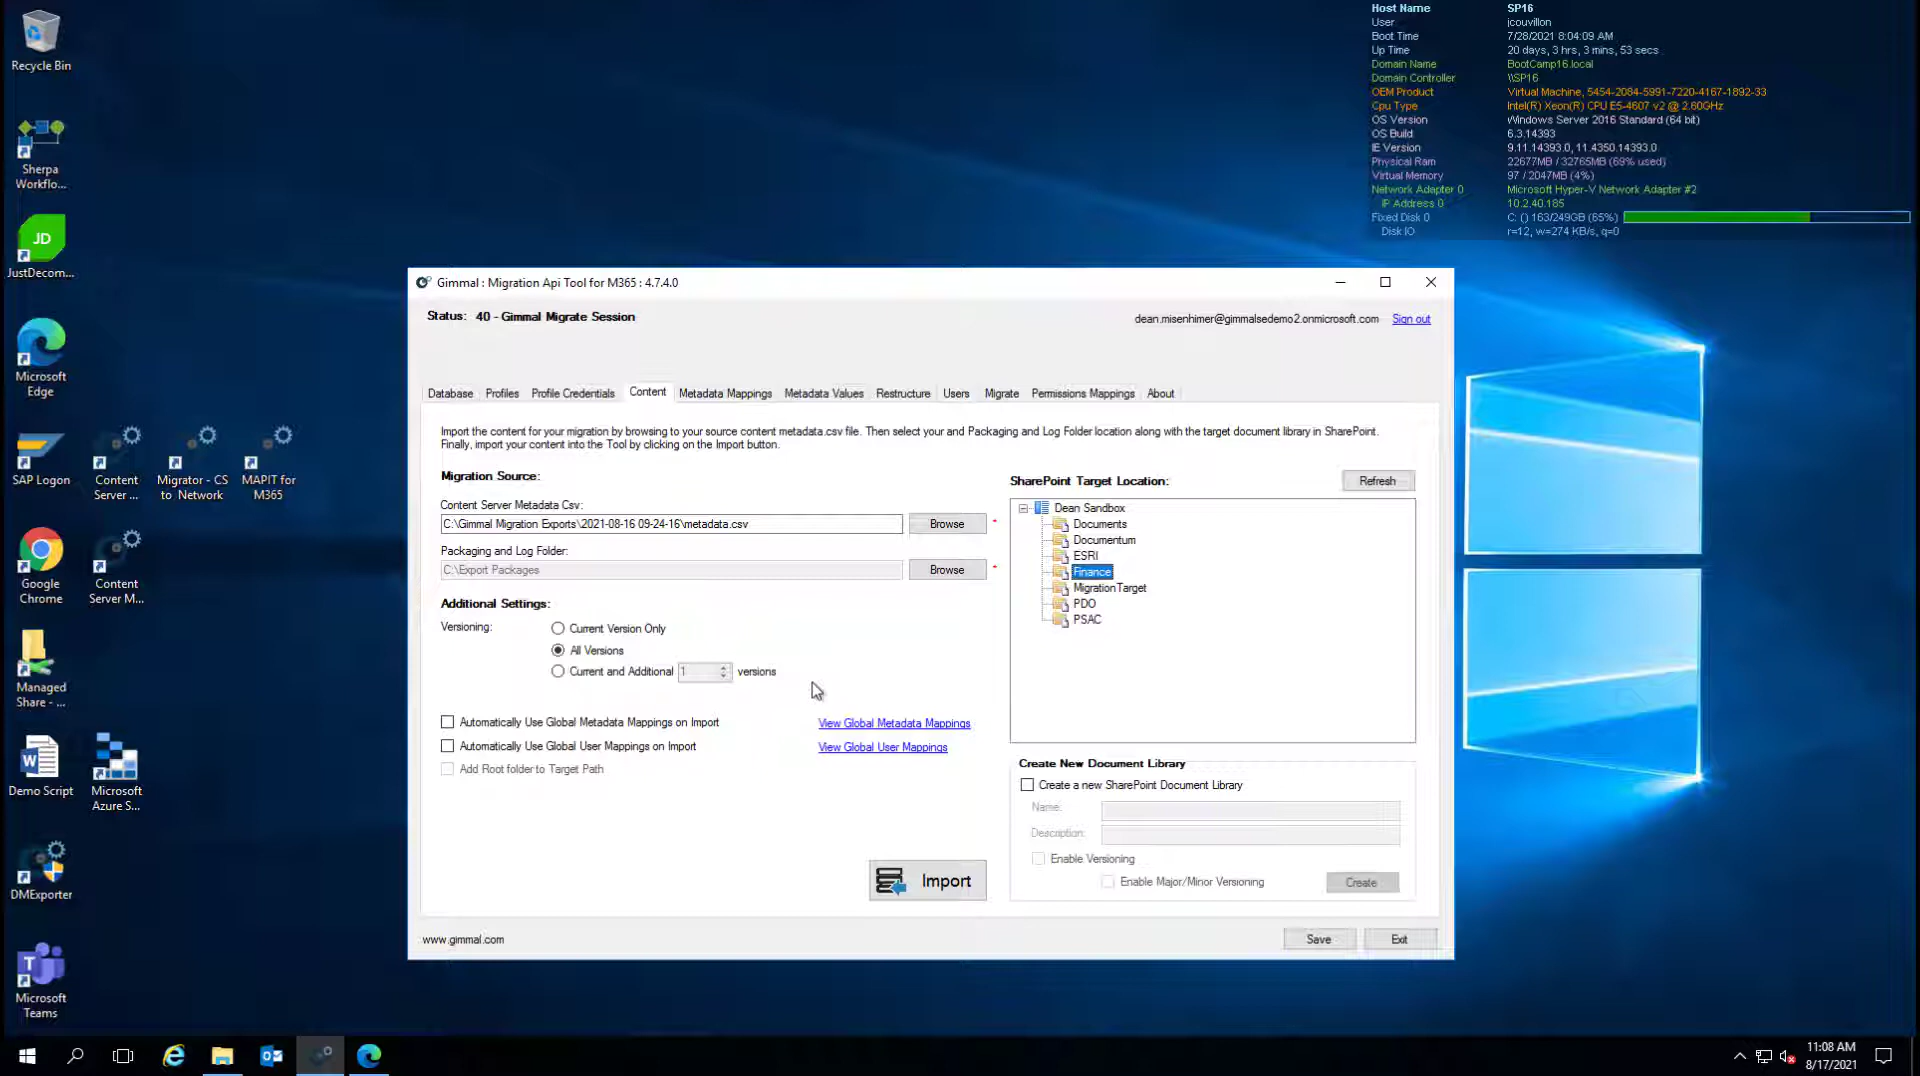 Host Name SP16
User jcouvillon
Boot Time 7/28/2021 8:04:09 AM
Up Time 20 days, 3 hrs, 3 mins, 53 secs
Domain Name BootCamp16.local
Domain Controller \\SP16
OEM Product Virtual Machine, 5454-2084-5991-7220-4167-1892-33
Cpu Type Intel(R) Xeon(R) CPU E5-4607 v2 @ 2.60GHz
OS Version Windows Server 2016 Standard (64 bit)
OS Build 6.3.14393
IE Version 9.11.14393.0, 11.4350.14393.0
Physical Ram 22677MB / 32765MB (69% used)
Virtual Memory 97 / 2047MB (4%)
Network Adapter 0 Microsoft Hyper-V Network Adapter #2
IP Address 0 10.2.40.185
Fixed Disk 0 C: () 163/249GB (65%)
Disk IO r=12, w=274 KB/s, q=0
Recycle Bin
Sherpa
Workflo...
JD
JustDecom...
Microsoft
Edge
SAP Logon
Content
Server ...
Migrator - CS
to Network
MAPIT for
M365
Google
Chrome
Content
Server M...
Managed
Share - ...
Demo Script
Microsoft
Azure S...
DMExporter
Microsoft
Teams
Gimmal : Migration Api Tool for M365 : 4.7.4.0
Status: 40 - Gimmal Migrate Session
dean.misenhimer@gimmalsedemo2.onmicrosoft.com Sign out
Database Profiles Profile Credentials Content Metadata Mappings Metadata Values Restructure Users Migrate Permissions Mappings About
Import the content for your migration by browsing to your source content metadata.csv file. Then select your and Packaging and Log Folder location along with the target document library in SharePoint.
Finally, import your content into the Tool by clicking on the Import button.
Migration Source:
Content Server Metadata Csv:
C:\Gimmal Migration Exports\2021-08-16 09-24-16\metadata.csv Browse *
Packaging and Log Folder:
C:\Export Packages Browse *
Additional Settings:
Versioning:
Current Version Only
All Versions
Current and Additional 1 versions
Automatically Use Global Metadata Mappings on Import View Global Metadata Mappings
Automatically Use Global User Mappings on Import View Global User Mappings
Add Root folder to Target Path
Import
SharePoint Target Location: Refresh
Dean Sandbox
Documents
Documentum
ESRI
Finance
MigrationTarget
PDO
PSAC
Create New Document Library
Create a new SharePoint Document Library
Name:
Description:
Enable Versioning
Enable Major/Minor Versioning Create
www.gimmal.com Save Exit
11:08 AM
8/17/2021